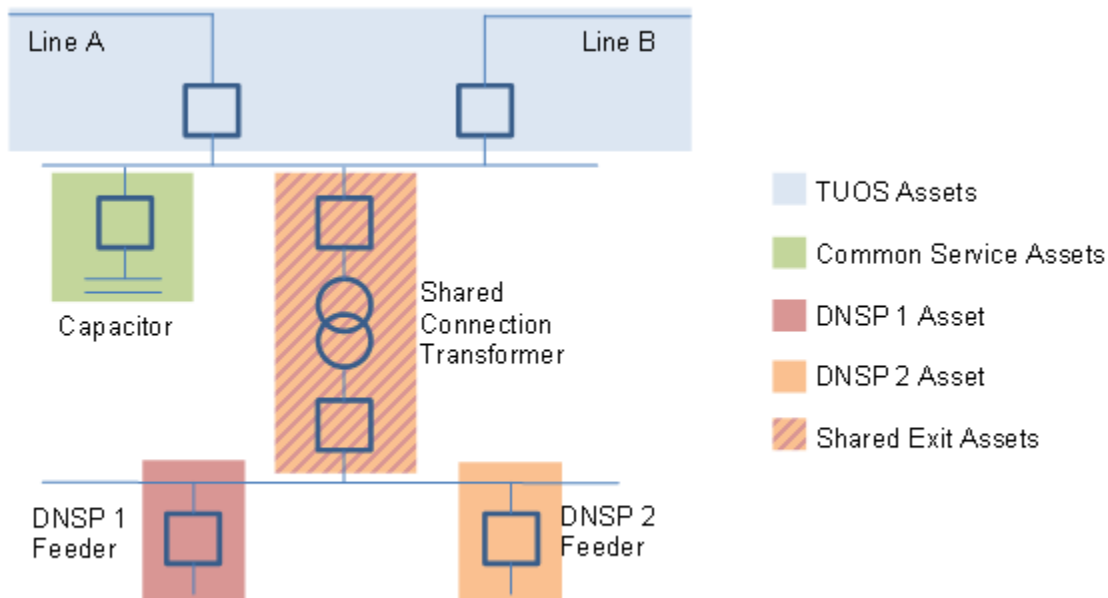 Line A
Line B
Capacitor
Shared
Connection
Transformer
DNSP 1
Feeder
DNSP 2
Feeder
TUOS Assets
Common Service Assets
DNSP 1 Asset
DNSP 2 Asset
Shared Exit Assets